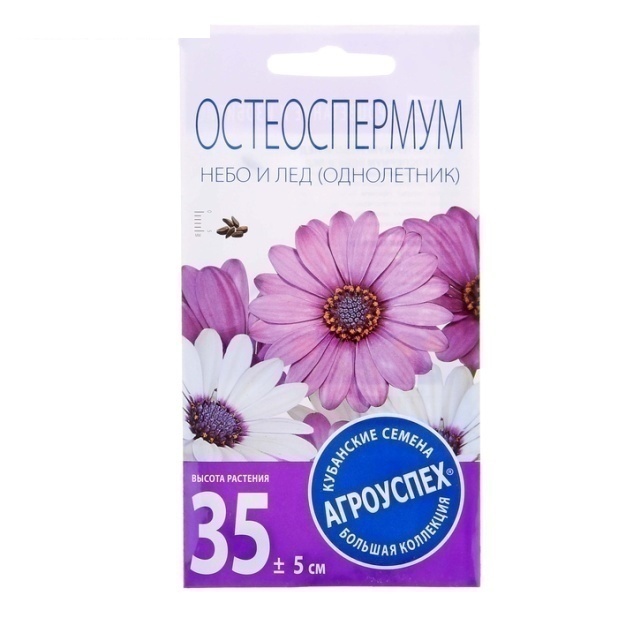 ОСТЕОСПЕРМУМ
НЕБО И ЛЕД (ОДНОЛЕТНИК)
ВЫСОТА РАСТЕНИЯ
35 ± 5 см
КУБАНСКИЕ СЕМЕНА
АГРОУСПЕХ®
БОЛЬШАЯ КОЛЛЕКЦИЯ